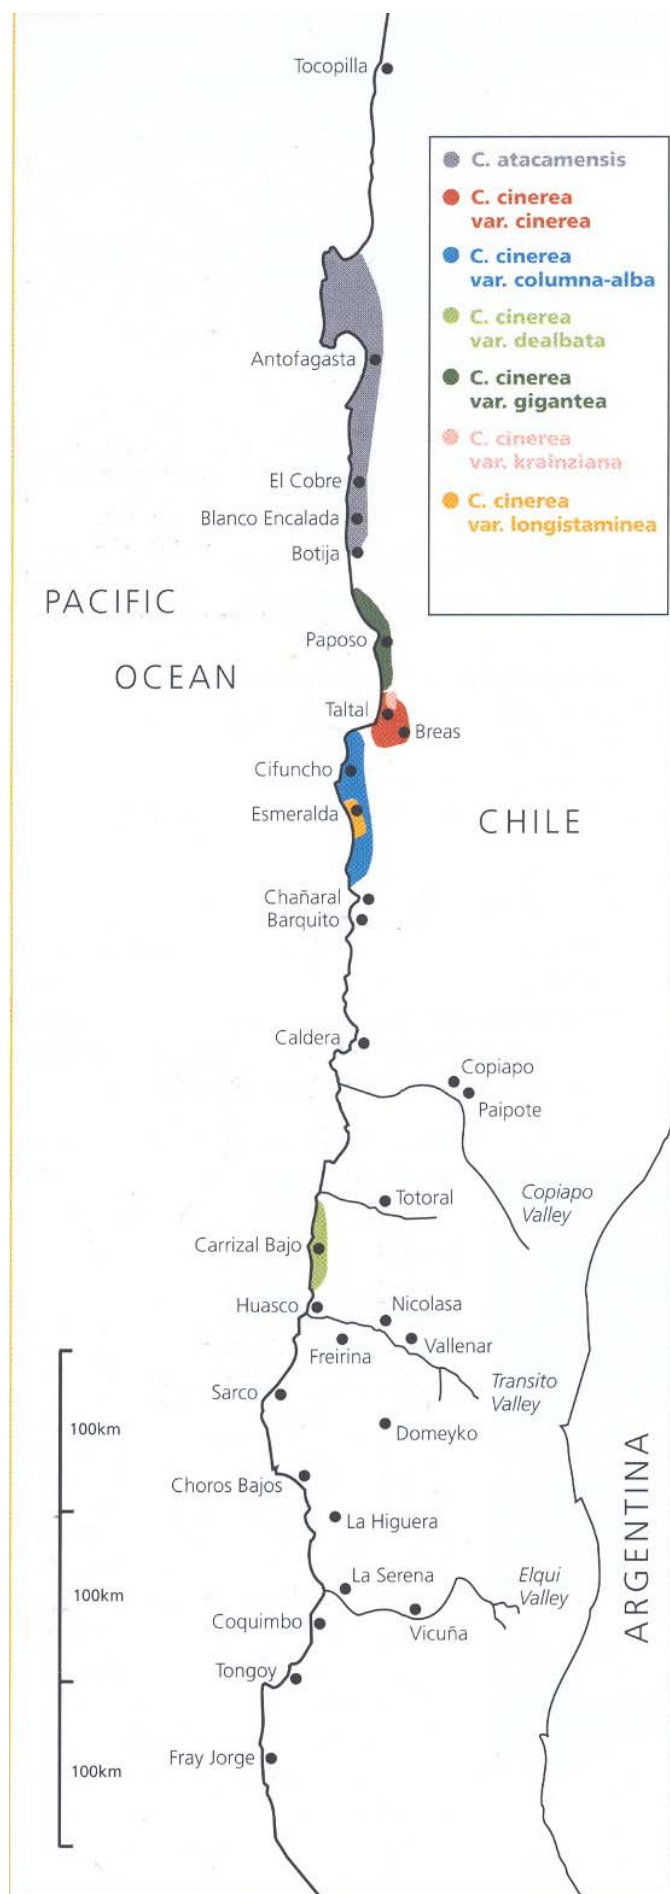 Tocopilla
C. atacamensis
C. cinerea
var. cinerea
C. cinerea
var. columna-alba
C. cinerea
var. dealbata
C. cinerea
var. gigantea
C. cinerea
var. krainziana
C. cinerea
var. longistaminea
Antofagasta
El Cobre
Blanco Encalada
Botija
PACIFIC
OCEAN
Paposo
Taltal
Breas
Cifuncho
Esmeralda
CHILE
Chañaral
Barquito
Caldera
Copiapo
Paipote
Copiapo
Valley
Totoral
Carrizal Bajo
Huasco
Nicolasa
Freirina
Vallenar
Transito
Valley
Sarco
Domeyko
100km
Choros Bajos
La Higuera
ARGENTINA
La Serena
Elqui
Valley
100km
Coquimbo
Vicuña
Tongoy
Fray Jorge
100km